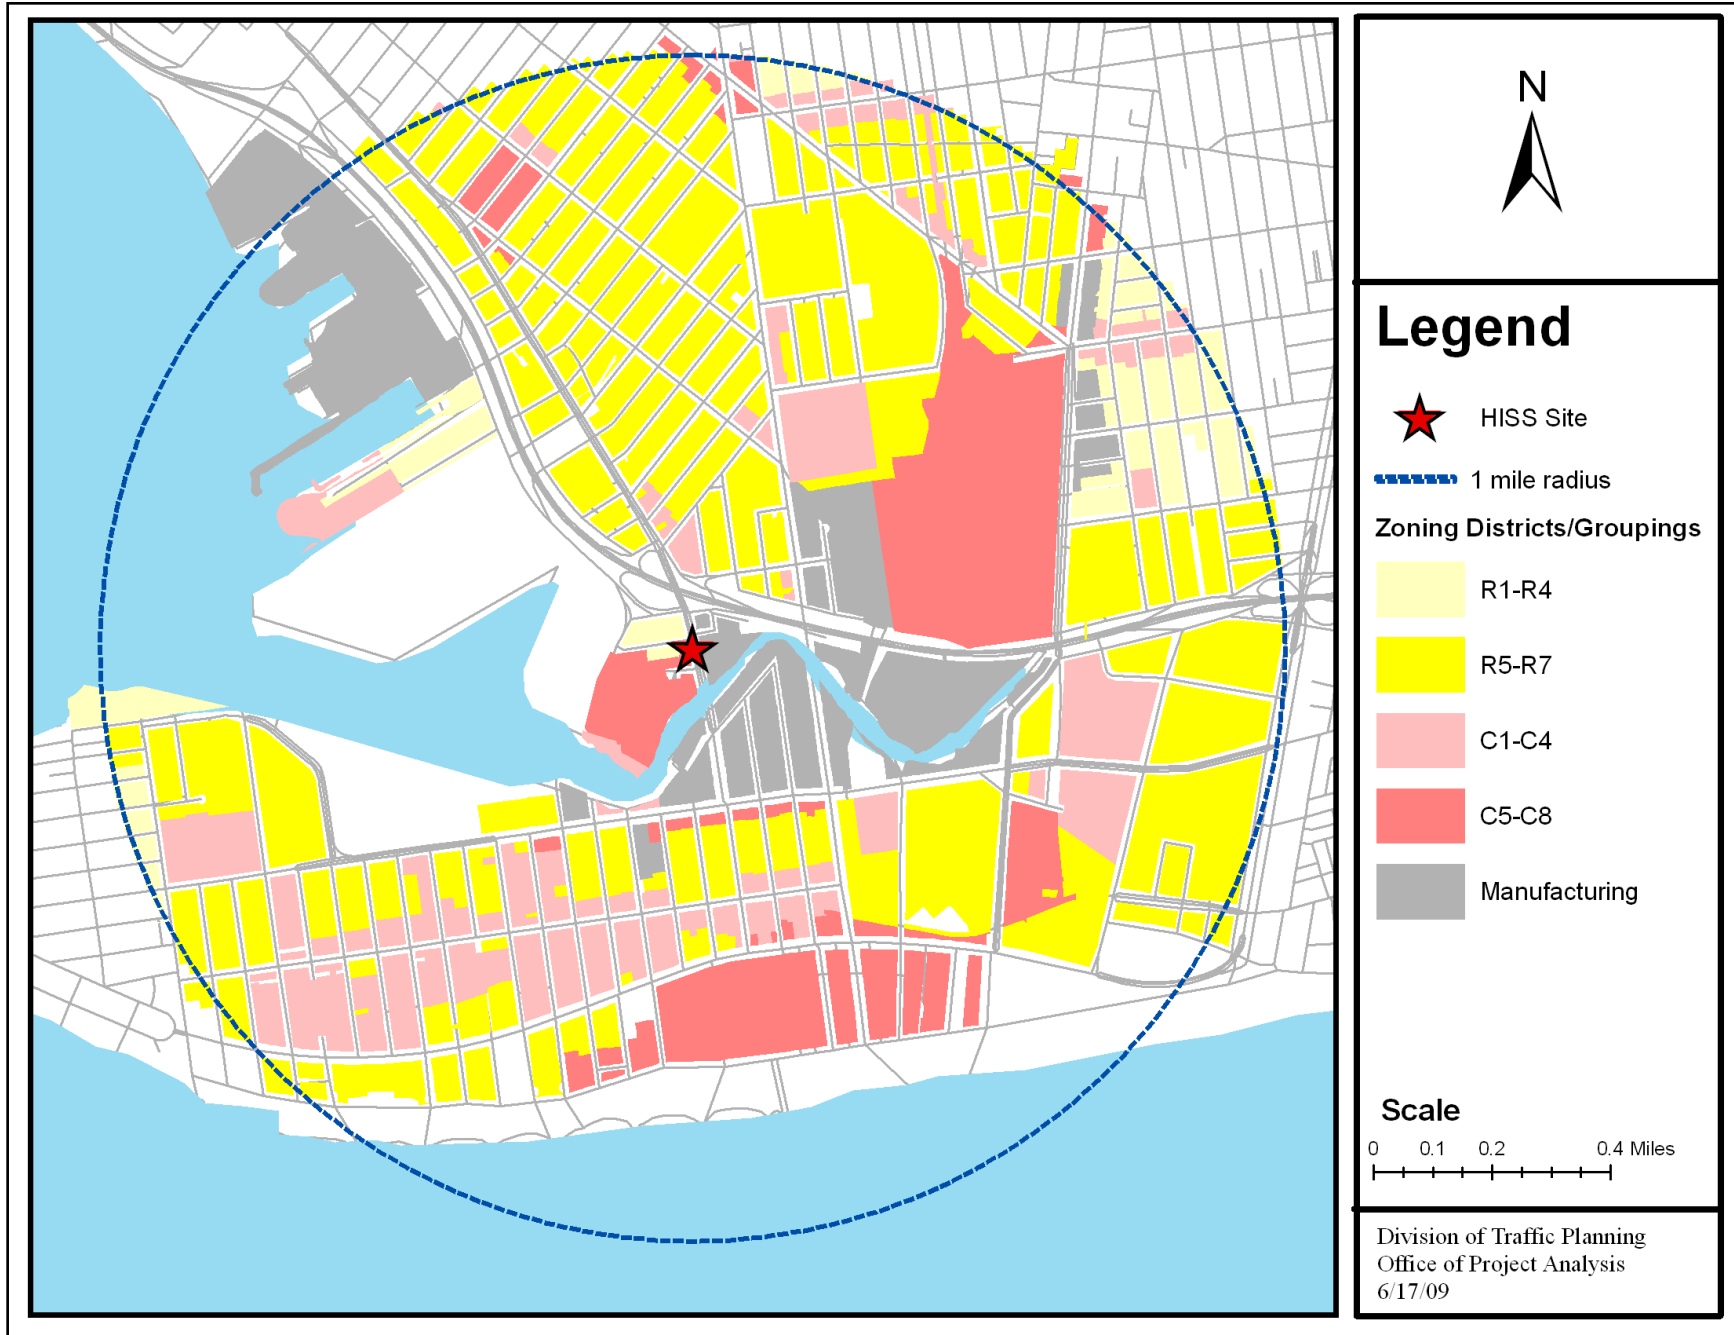 N
Legend
HISS Site
1 mile radius
Zoning Districts/Groupings
R1-R4
R5-R7
C1-C4
C5-C8
Manufacturing
Scale
0 0.1 0.2 0.4 Miles
Division of Traffic Planning
Office of Project Analysis
6/17/09